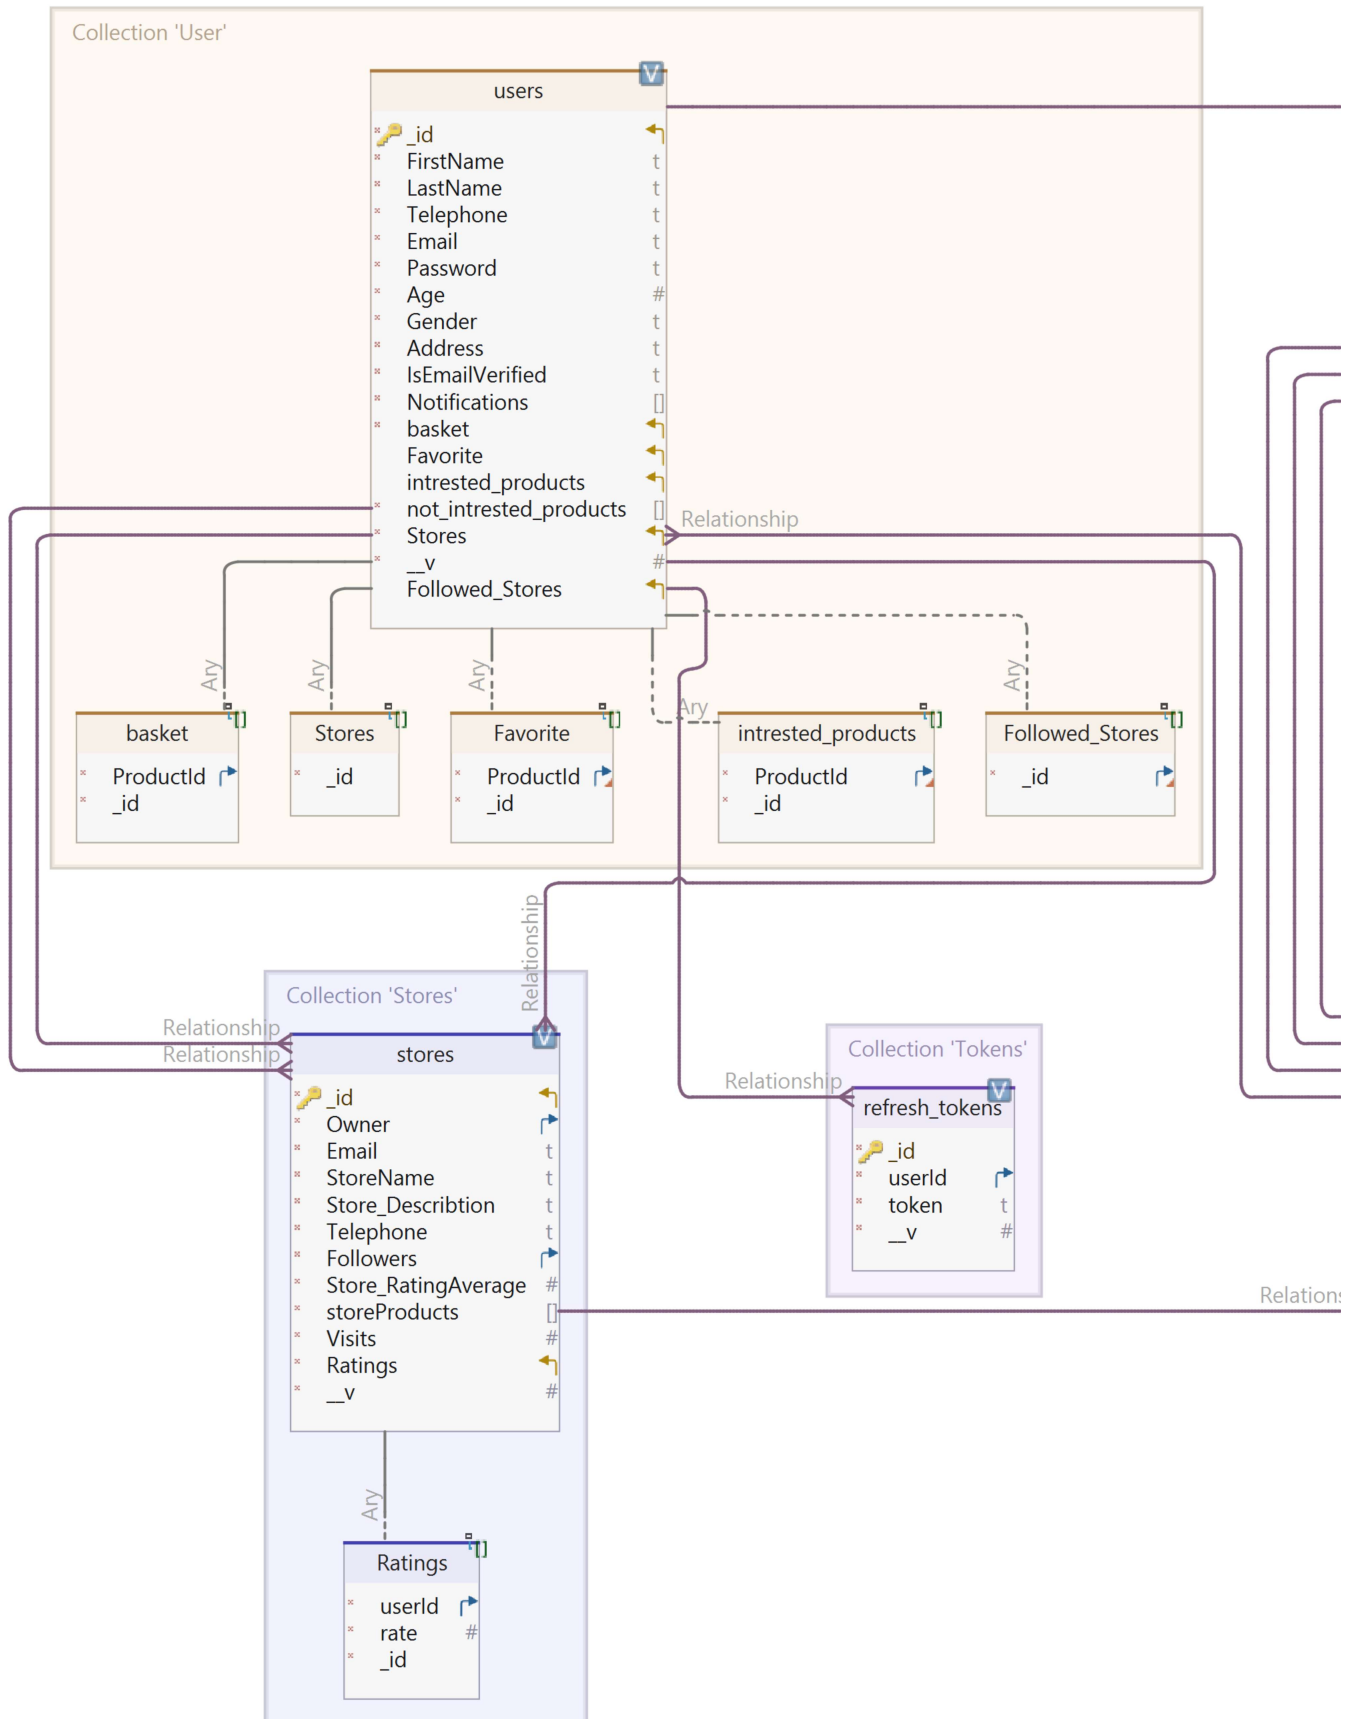 Collection 'User'
users
_id
FirstName t
LastName t
Telephone t
Email t
Password t
Age #
Gender t
Address t
IsEmailVerified t
Notifications []
basket
Favorite
intrested_products
not_intrested_products []
Stores
__v #
Followed_Stores
Relationship
Ary
Ary
Ary
Ary
Ary
basket
ProductId
_id
Stores
_id
Favorite
ProductId
_id
intrested_products
ProductId
_id
Followed_Stores
_id
Relationship
Collection 'Stores'
Relationship
Relationship
stores
_id
Owner
Email t
StoreName t
Store_Describtion t
Telephone t
Followers
Store_RatingAverage #
storeProducts []
Visits #
Ratings
__v #
Collection 'Tokens'
Relationship
refresh_tokens
_id
userId
token t
__v #
Relations
Ary
Ratings
userId
rate #
_id